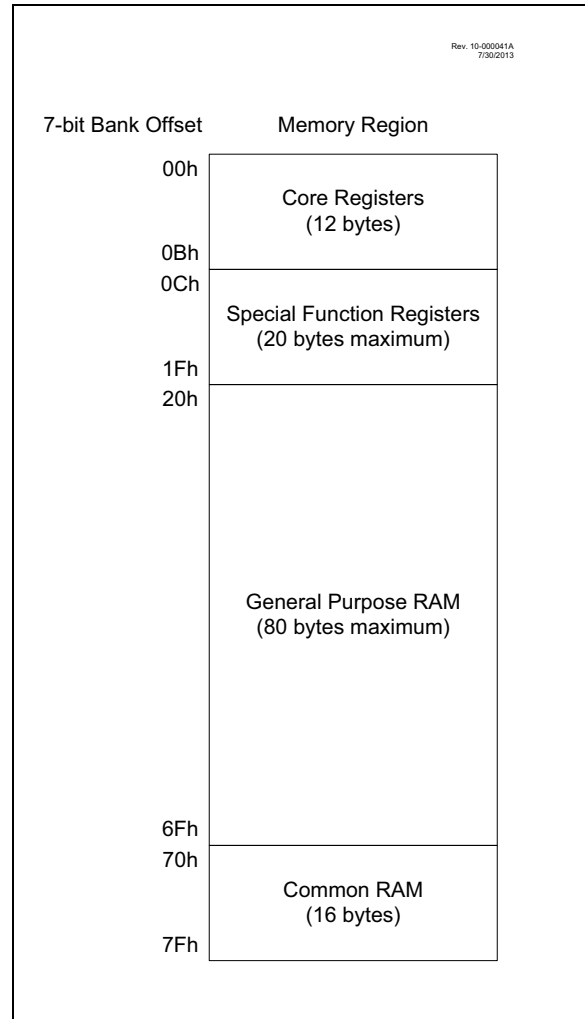 Rev. 10-000041A
7/30/2013
7-bit Bank Offset
Memory Region
00h
Core Registers
(12 bytes)
0Bh
0Ch
Special Function Registers
(20 bytes maximum)
1Fh
20h
General Purpose RAM
(80 bytes maximum)
6Fh
70h
Common RAM
(16 bytes)
7Fh